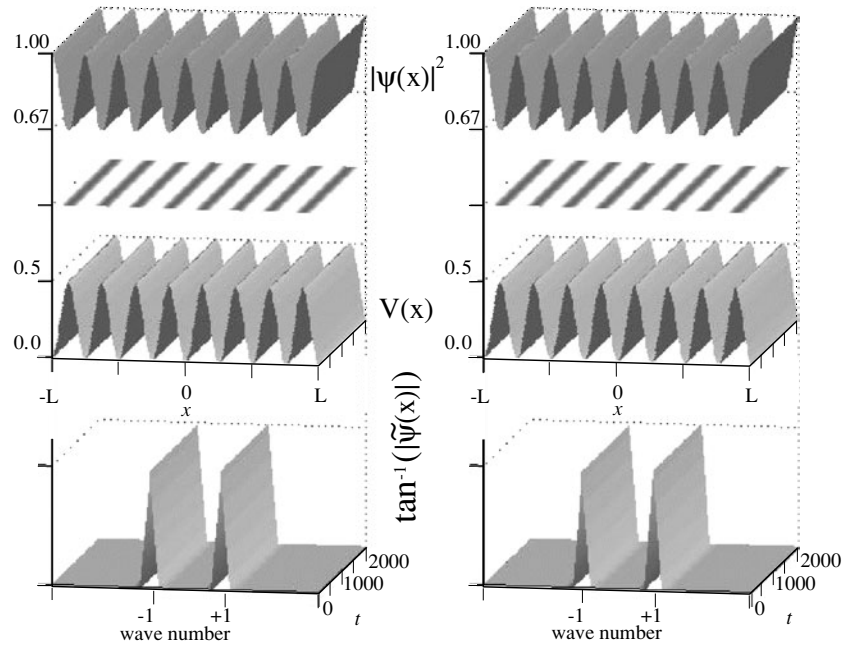 1.00
0.67
0.5
0.0
-L
0
L
x
|ψ(x)|²
V(x)
1.00
0.67
0.5
0.0
-L
0
L
x
tan⁻¹(|ψ̃(x)|)
-1
+1
wave number
0
1000
2000
t
-1
+1
wave number
0
1000
2000
t